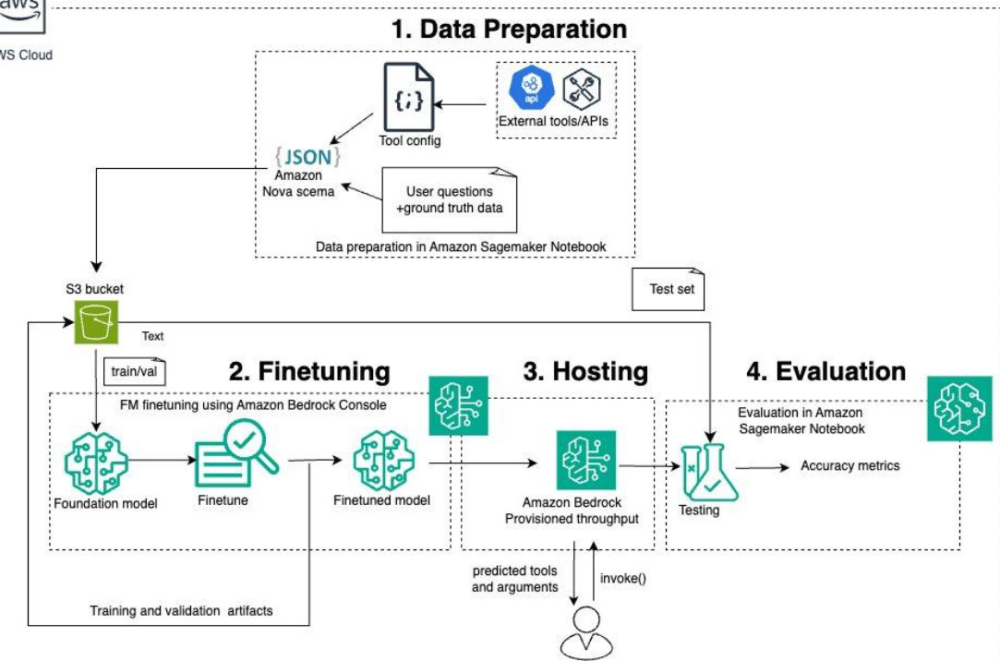 aws
WS Cloud
1. Data Preparation
{;}
api
External tools/APIs
Tool config
{JSON}
Amazon
Nova scema
User questions
+ground truth data
Data preparation in Amazon Sagemaker Notebook
S3 bucket
Test set
Text
train/val
2. Finetuning
3. Hosting
4. Evaluation
FM finetuning using Amazon Bedrock Console
Evaluation in Amazon
Sagemaker Notebook
Foundation model
Finetune
Finetuned model
Amazon Bedrock
Provisioned throughput
Testing
Accuracy metrics
predicted tools
and arguments
invoke()
Training and validation artifacts